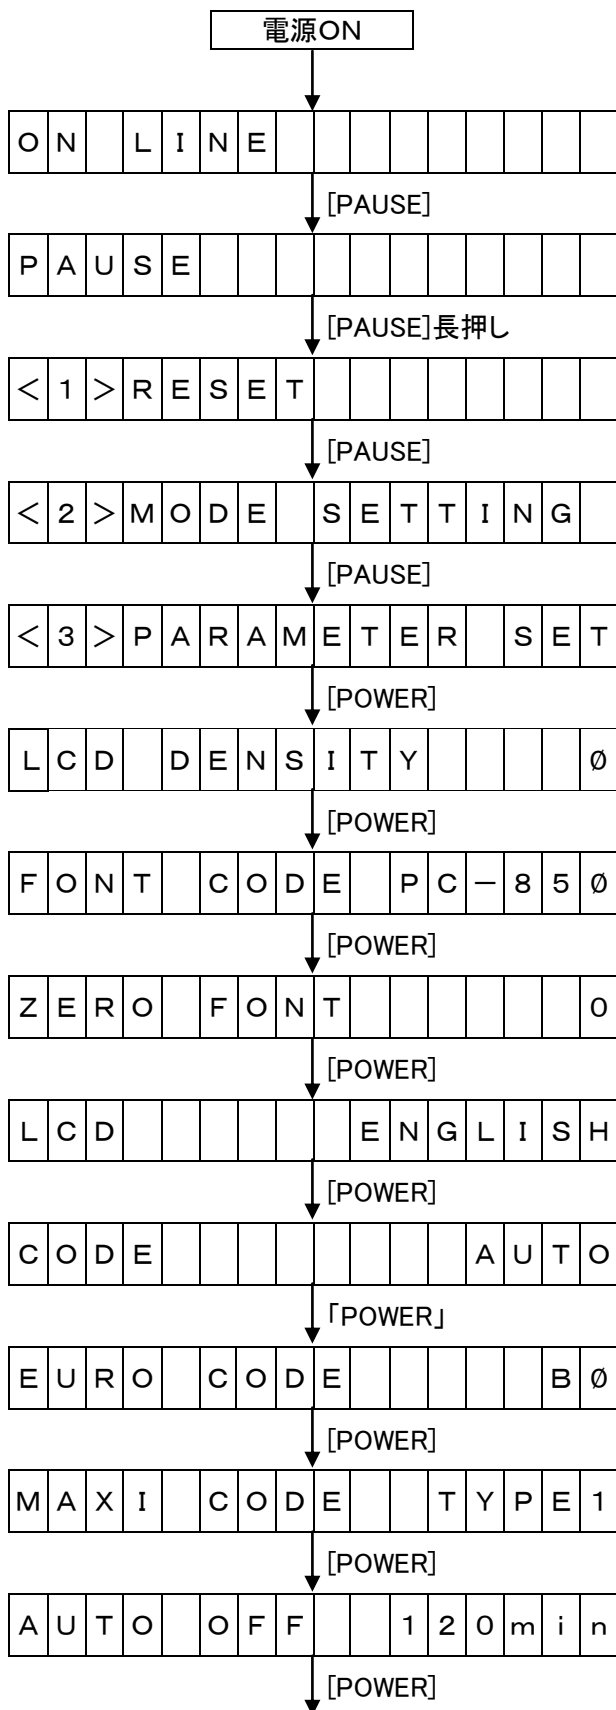 電源ON
ON LINE
[PAUSE]
PAUSE
[PAUSE]長押し
<1>RESET
[PAUSE]
<2>MODE SETTING
[PAUSE]
<3>PARAMETER SET
[POWER]
LCD DENSITY   Ø
[POWER]
FONT CODE PC-85Ø
[POWER]
ZERO FONT      0
[POWER]
LCD      ENGLISH
[POWER]
CODE        AUTO
「POWER」
EURO CODE     BØ
[POWER]
MAXI CODE  TYPE1
[POWER]
AUTO OFF  120min
[POWER]